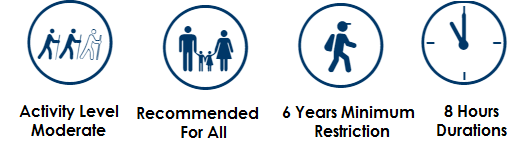 Activity Level
Moderate
Recommended
For All
6 Years Minimum
Restriction
8 Hours
Durations